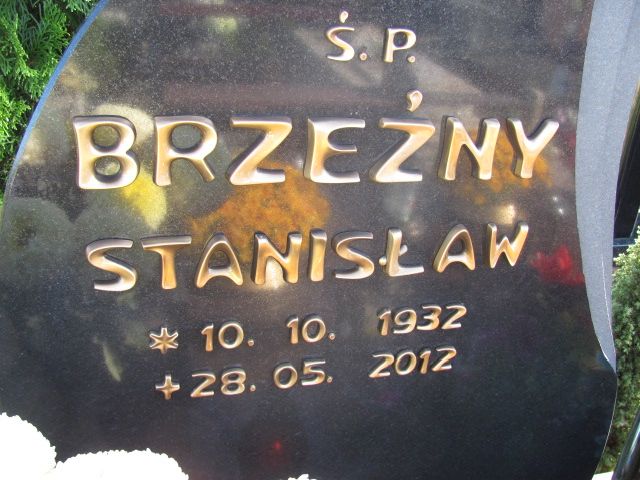 Ś.P.
BRZEŹNY
STANISŁAW
* 10. 10. 1932
+ 28. 05. 2012